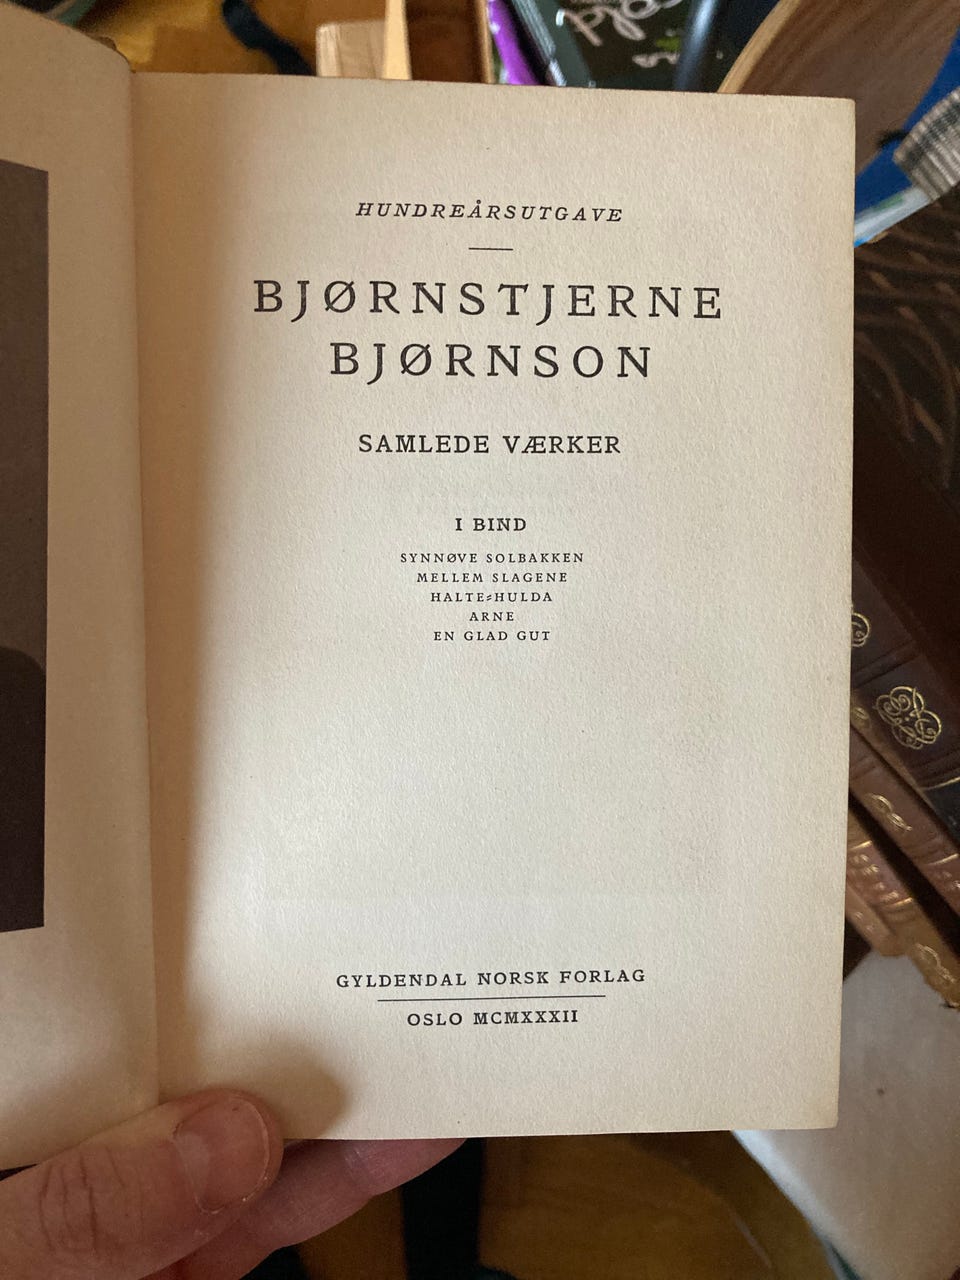 HUNDREÅRSUTGAVE
BJØRNSTJERNE
BJØRNSON
SAMLEDE VÆRKER
I BIND
SYNNØVE SOLBAKKEN
MELLEM SLAGENE
HALTE-HULDA
ARNE
EN GLAD GUT
GYLDENDAL NORSK FORLAG
OSLO MCMXXXII